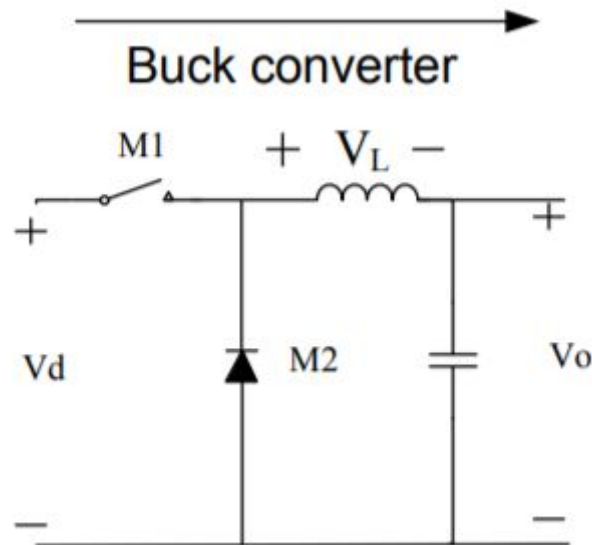 Buck converter
M1
+ V_L −
+ +
Vd M2 Vo
− −